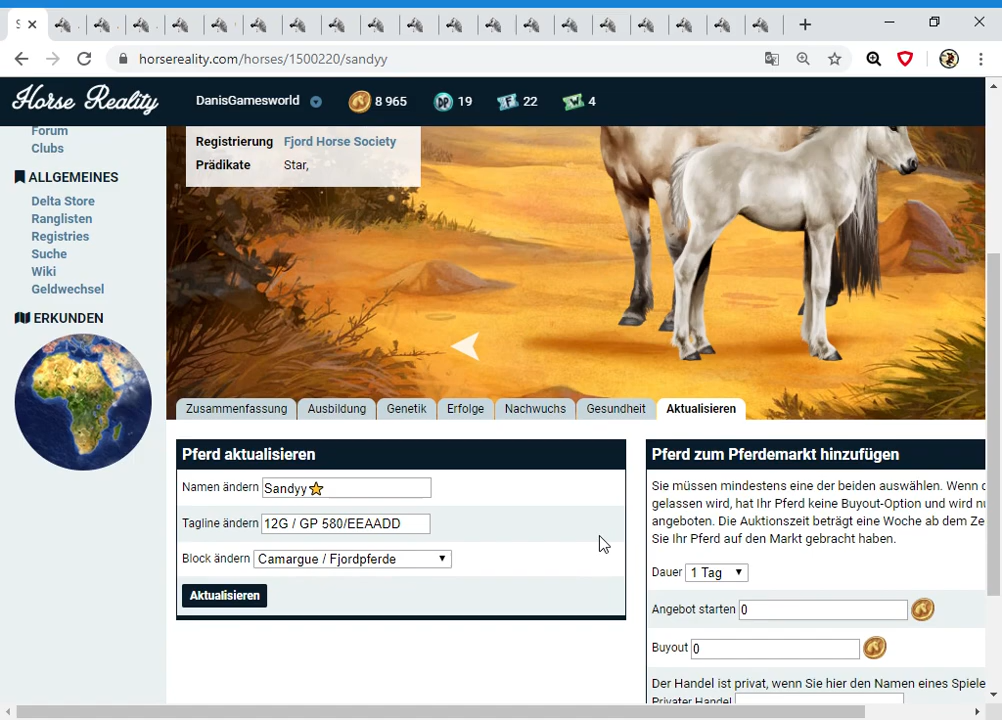 S
horsereality.com/horses/1500220/sandyy
Horse Reality
DanisGamesworld
8 965
19
22
4
Forum
Clubs
ALLGEMEINES
Delta Store
Ranglisten
Registries
Suche
Wiki
Geldwechsel
ERKUNDEN
Registrierung Fjord Horse Society
Prädikate Star,
Zusammenfassung Ausbildung Genetik Erfolge Nachwuchs Gesundheit Aktualisieren
Pferd aktualisieren
Namen ändern Sandyy⭐
Tagline ändern 12G / GP 580/EEAADD
Block ändern Camargue / Fjordpferde
Aktualisieren
Pferd zum Pferdemarkt hinzufügen
Sie müssen mindestens eine der beiden auswählen. Wenn
gelassen wird, hat Ihr Pferd keine Buyout-Option und wird
angeboten. Die Auktionszeit beträgt eine Woche ab dem
Sie Ihr Pferd auf den Markt gebracht haben.
Dauer 1 Tag
Angebot starten 0
Buyout 0
Der Handel ist privat, wenn Sie hier den Namen eines
Privater Handel